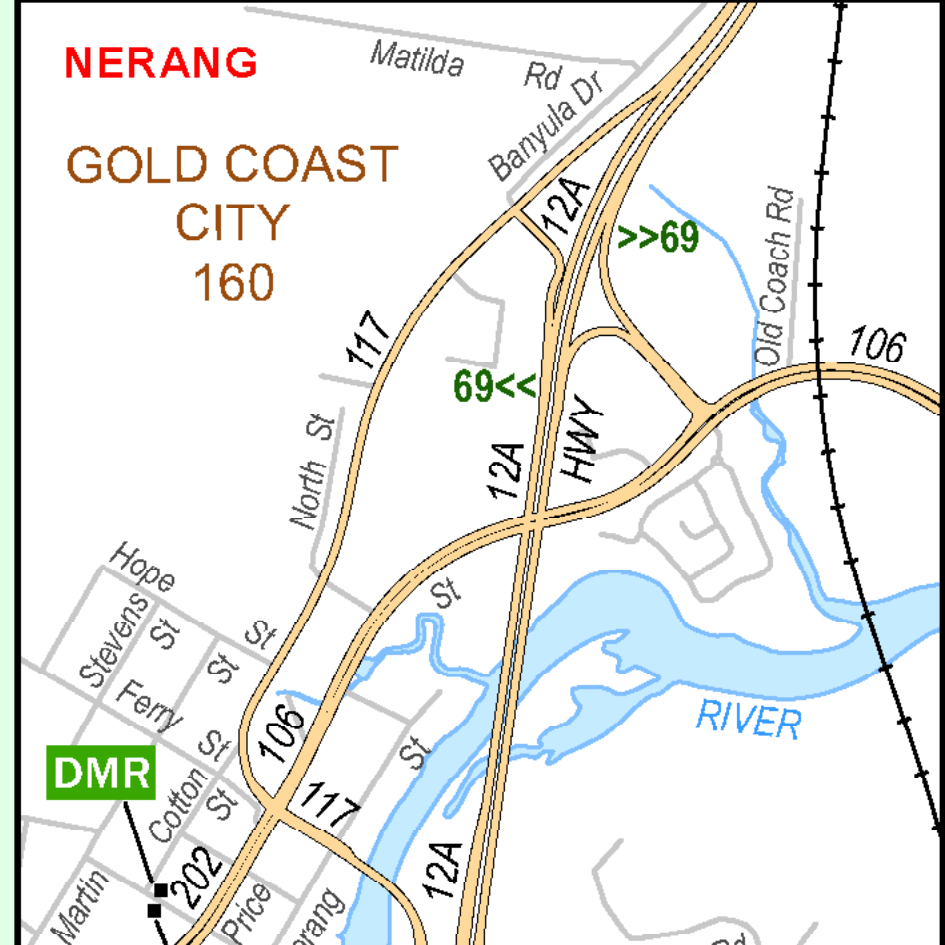 NERANG
Matilda Rd
Banyula Dr
GOLD COAST
CITY
160
12A
>>69
Old Coach Rd
117
106
69<<
HWY
12A
North St
Hope St
St
Stevens St
St
Ferry St
106
RIVER
St
DMR
Cotton St
117
12A
202
Martin
Price